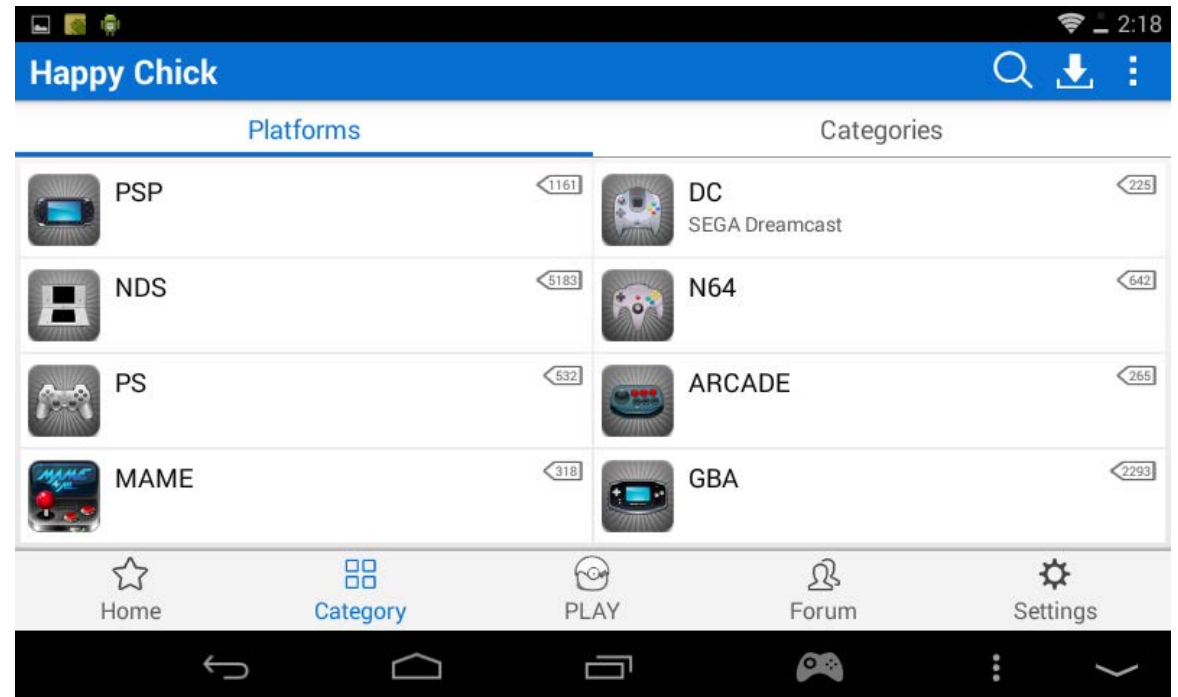 2:18
Happy Chick
Platforms Categories
PSP 1161 DC 225
SEGA Dreamcast
NDS 5183 N64 642
PS 532 ARCADE 265
MAME 318 GBA 2293
Home Category PLAY Forum Settings